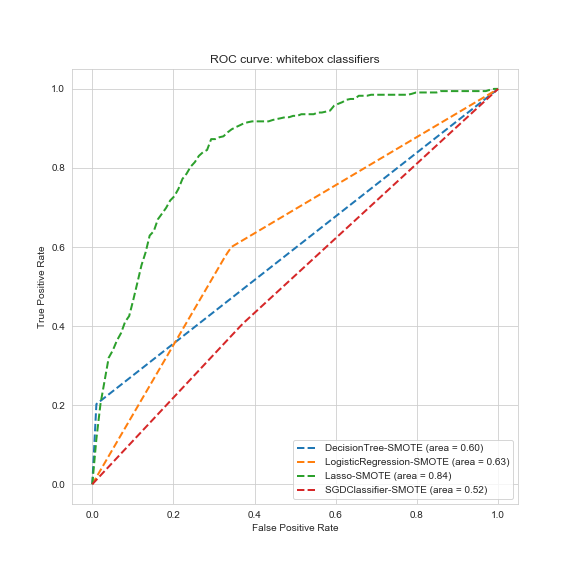 ROC curve: whitebox classifiers
True Positive Rate
1.0
0.8
0.6
0.4
0.2
0.0
DecisionTree-SMOTE (area = 0.60)
LogisticRegression-SMOTE (area = 0.63)
Lasso-SMOTE (area = 0.84)
SGDClassifier-SMOTE (area = 0.52)
0.0 0.2 0.4 0.6 0.8 1.0
False Positive Rate